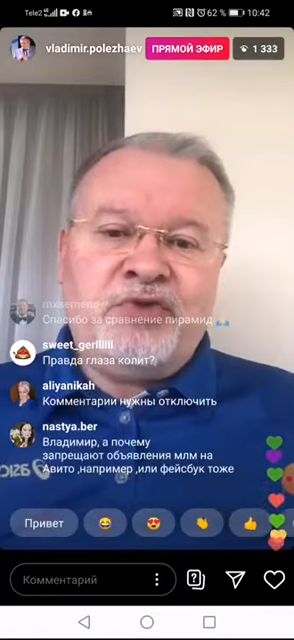 Tele2 62 % 10:42
vladimir.polezhaev ПРЯМОЙ ЭФИР 1 333
Спасибо за сравнение пирамид
sweet_gerllllll
Правда глаза колит?
aliyanikah
Комментарии нужны отключить
nastya.ber
Владимир, а почему
запрещают объявления млм на
Авито ,например ,или фейсбук тоже
Привет
Комментарий